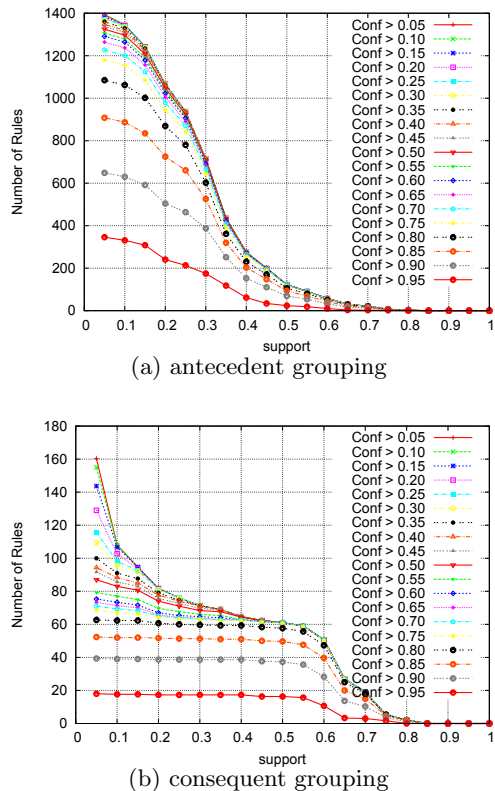 1400
1200
1000
800
600
400
200
0
Number of Rules
Conf > 0.05
Conf > 0.10
Conf > 0.15
Conf > 0.20
Conf > 0.25
Conf > 0.30
Conf > 0.35
Conf > 0.40
Conf > 0.45
Conf > 0.50
Conf > 0.55
Conf > 0.60
Conf > 0.65
Conf > 0.70
Conf > 0.75
Conf > 0.80
Conf > 0.85
Conf > 0.90
Conf > 0.95
0 0.1 0.2 0.3 0.4 0.5 0.6 0.7 0.8 0.9 1
support
(a) antecedent grouping
180
160
140
120
100
80
60
40
20
0
Number of Rules
Conf > 0.05
Conf > 0.10
Conf > 0.15
Conf > 0.20
Conf > 0.25
Conf > 0.30
Conf > 0.35
Conf > 0.40
Conf > 0.45
Conf > 0.50
Conf > 0.55
Conf > 0.60
Conf > 0.65
Conf > 0.70
Conf > 0.75
Conf > 0.80
Conf > 0.85
Conf > 0.90
Conf > 0.95
0 0.1 0.2 0.3 0.4 0.5 0.6 0.7 0.8 0.9 1
support
(b) consequent grouping